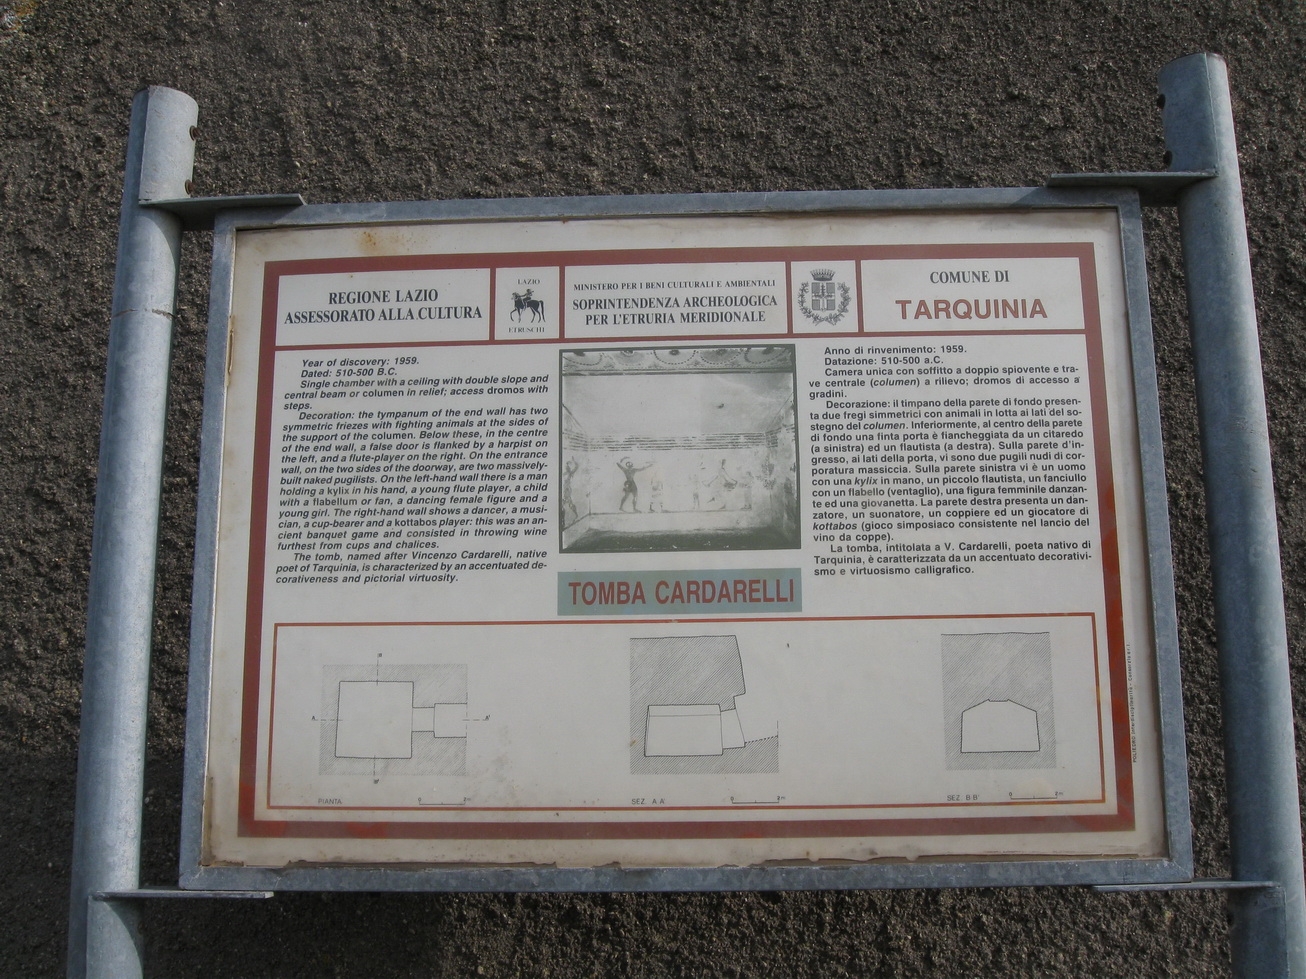 REGIONE LAZIO
ASSESSORATO ALLA CULTURA
LAZIO
ETRUSCHI
MINISTERO PER I BENI CULTURALI E AMBIENTALI
SOPRINTENDENZA ARCHEOLOGICA
PER L'ETRURIA MERIDIONALE
COMUNE DI
TARQUINIA
Year of discovery: 1959.
Dated: 510-500 B.C.
Single chamber with a ceiling with double slope and
central beam or columen in relief; access dromos with
steps.
Decoration: the tympanum of the end wall has two
symmetric friezes with fighting animals at the sides of
the support of the columen. Below these, in the centre
of the end wall, a false door is flanked by a harpist on
the left, and a flute-player on the right. On the entrance
wall, on the two sides of the doorway, are two massively-
built naked pugilists. On the left-hand wall there is a man
holding a kylix in his hand, a young flute player, a child
with a flabellum or fan, a dancing female figure and a
young girl. The right-hand wall shows a dancer, a musi-
cian, a cup-bearer and a kottabos player: this was an an-
cient banquet game and consisted in throwing wine
furthest from cups and chalices.
The tomb, named after Vincenzo Cardarelli, native
poet of Tarquinia, is characterized by an accentuated de-
corativeness and pictorial virtuosity.
TOMBA CARDARELLI
Anno di rinvenimento: 1959.
Datazione: 510-500 a.C.
Camera unica con soffitto a doppio spiovente e tra-
ve centrale (columen) a rilievo; dromos di accesso a
gradini.
Decorazione: il timpano della parete di fondo presen-
ta due fregi simmetrici con animali in lotta ai lati del so-
stegno del columen. Inferiormente, al centro della parete
di fondo una finta porta è fiancheggiata da un citaredo
(a sinistra) ed un flautista (a destra). Sulla parete d'in-
gresso, ai lati della porta, vi sono due pugili nudi di cor-
poratura massiccia. Sulla parete sinistra vi è un uomo
con una kylix in mano, un piccolo flautista, un fanciullo
con un flabello (ventaglio), una figura femminile danzan-
te ed una giovanetta. La parete destra presenta un dan-
zatore, un suonatore, un coppiere ed un giocatore di
kottabos (gioco simposiaco consistente nel lancio del
vino da coppe).
La tomba, intitolata a V. Cardarelli, poeta nativo di
Tarquinia, è caratterizzata da un accentuato decorativi-
smo e virtuosismo calligrafico.
B
A
A'
B'
PIANTA
0 2m
SEZ. A A'
0 2m
SEZ. B B'
0 2m